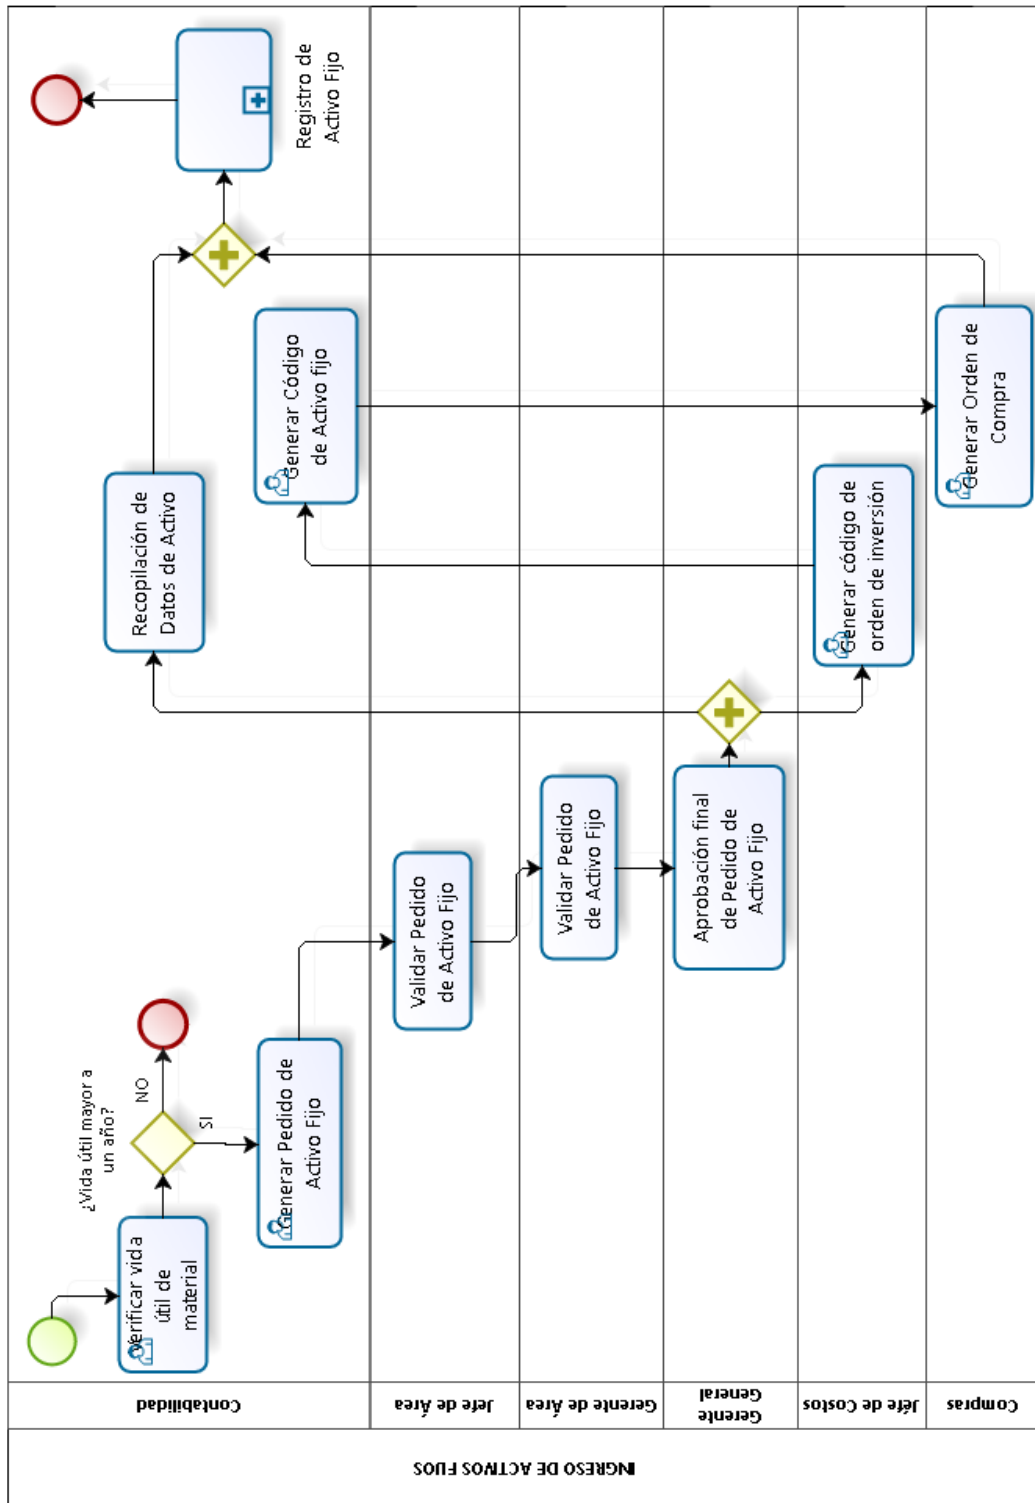 INGRESO DE ACTIVOS FIJOS
Contabilidad
Jefe de Área
Gerente de Área
Gerente
General
Jéfe de Costos
Compras
Verificar vida
útil de
material
¿Vida útil mayor a
un año?
NO
SI
Generar Pedido de
Activo Fijo
Validar Pedido
de Activo Fijo
Validar Pedido
de Activo Fijo
Aprobación final
de Pedido de
Activo Fijo
Recopilación de
Datos de Activo
Generar código de
orden de inversión
Generar Código
de Activo fijo
Generar Orden de
Compra
Registro de
Activo Fijo